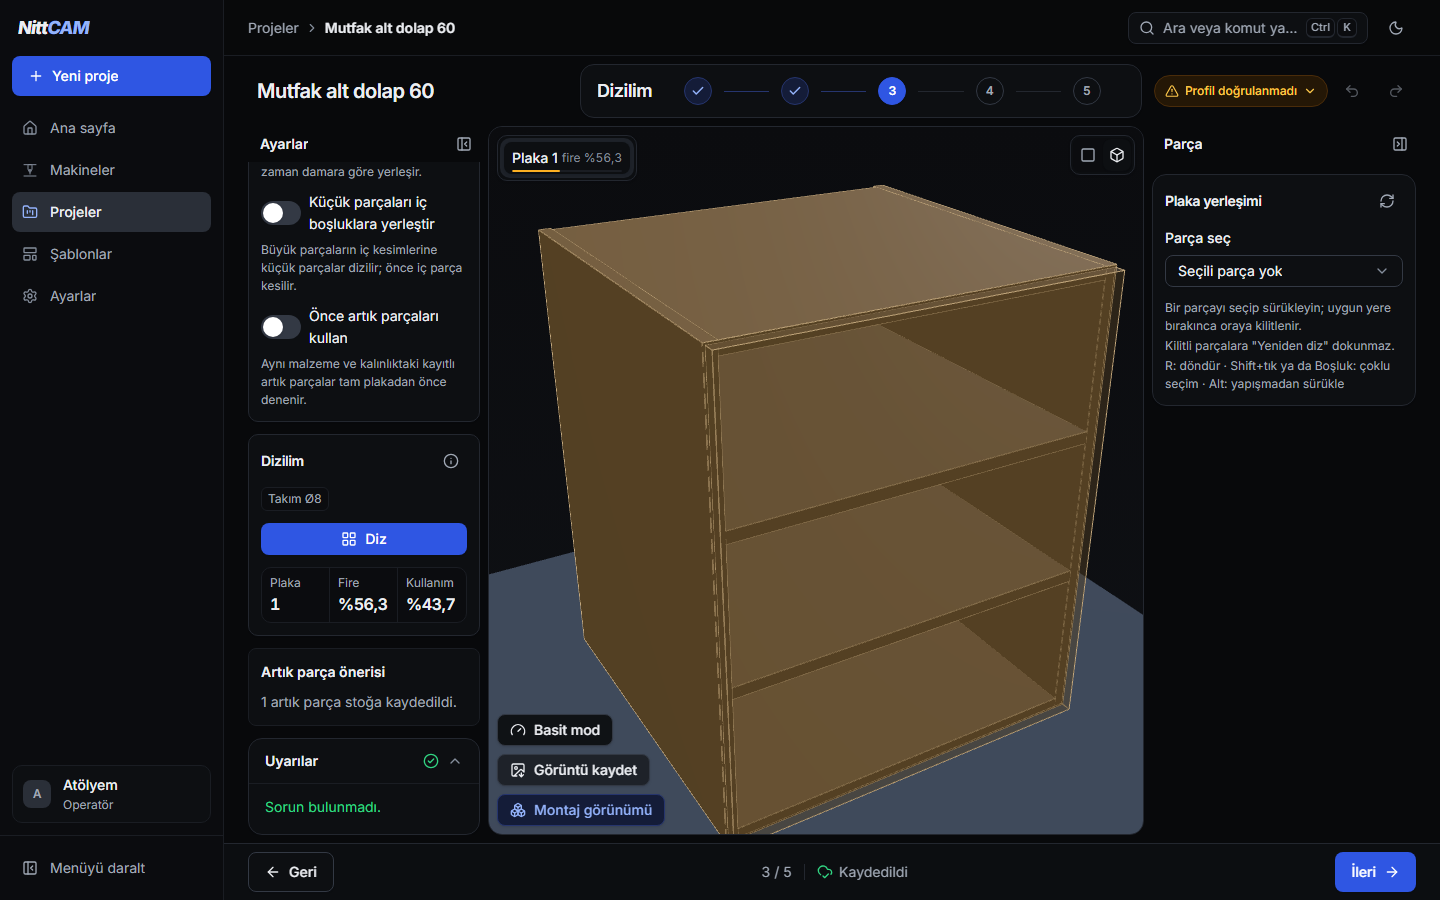 NittCAM
Yeni proje
Ana sayfa
Makineler
Projeler
Şablonlar
Ayarlar
A
Atölyem
Operatör
Menüyü daralt
Projeler > Mutfak alt dolap 60
Ara veya komut ya... Ctrl K
Mutfak alt dolap 60
Dizilim 3 4 5
Profil doğrulanmadı
Ayarlar
zaman damara göre yerleşir.
Küçük parçaları iç
boşluklara yerleştir
Büyük parçaların iç kesimlerine
küçük parçalar dizilir; önce iç parça
kesilir.
Önce artık parçaları
kullan
Aynı malzeme ve kalınlıktaki kayıtlı
artık parçalar tam plakadan önce
denenir.
Dizilim
Takım Ø8
Diz
Plaka Fire Kullanım
1 %56,3 %43,7
Artık parça önerisi
1 artık parça stoğa kaydedildi.
Uyarılar
Sorun bulunmadı.
Plaka 1 fire %56,3
Basit mod
Görüntü kaydet
Montaj görünümü
Parça
Plaka yerleşimi
Parça seç
Seçili parça yok
Bir parçayı seçip sürükleyin; uygun yere
bırakınca oraya kilitlenir.
Kilitli parçalara "Yeniden diz" dokunmaz.
R: döndür · Shift+tık ya da Boşluk: çoklu
seçim · Alt: yapışmadan sürükle
Geri
3 / 5
Kaydedildi
İleri